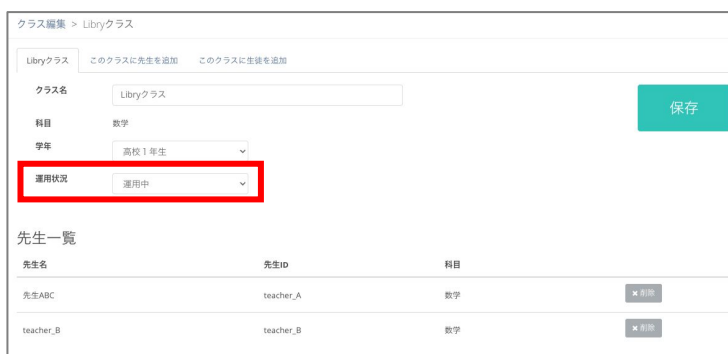 クラス編集 > Libryクラス
Libryクラス このクラスに先生を追加 このクラスに生徒を追加
クラス名 Libryクラス
保存
科目 数学
学年 高校1年生
運用状況 運用中
先生一覧
先生名 先生ID 科目
先生ABC teacher_A 数学 ×削除
teacher_B teacher_B 数学 ×削除